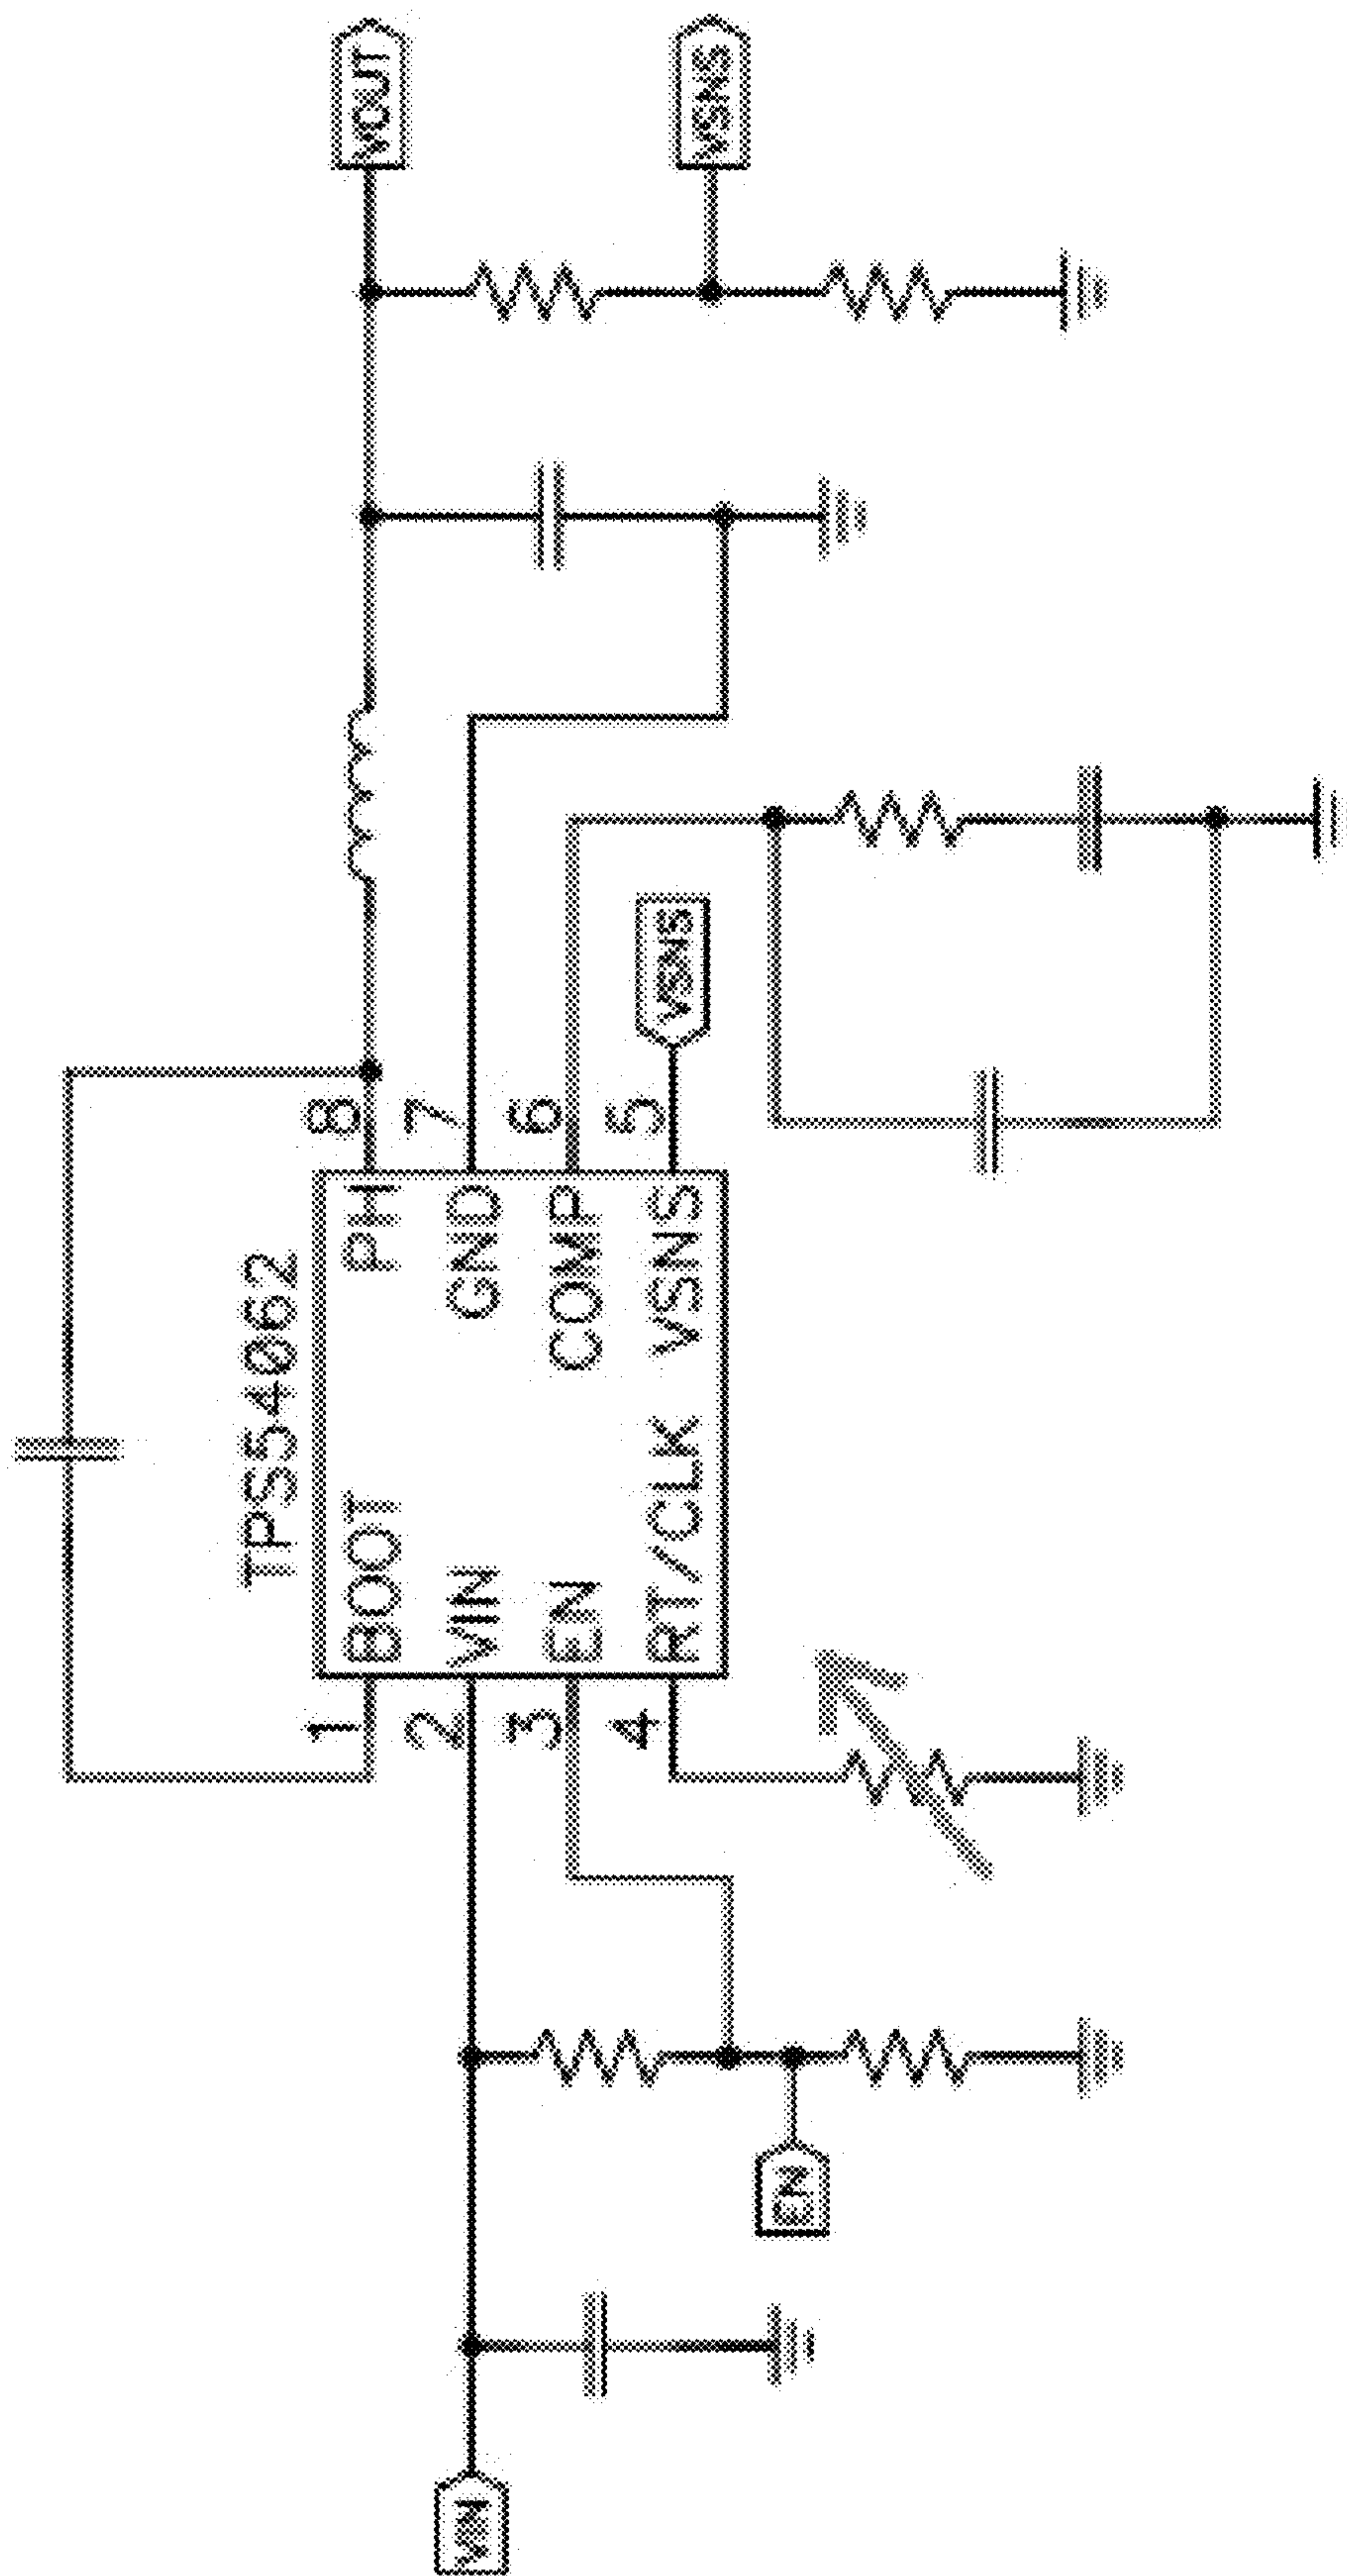 TPS54062
1
BOOT
PH
8
2
VIN
GND
7
3
EN
COMP
6
4
RT/CLK
VSNS
5
VIN
EN
VSNS
VOUT
VSNS